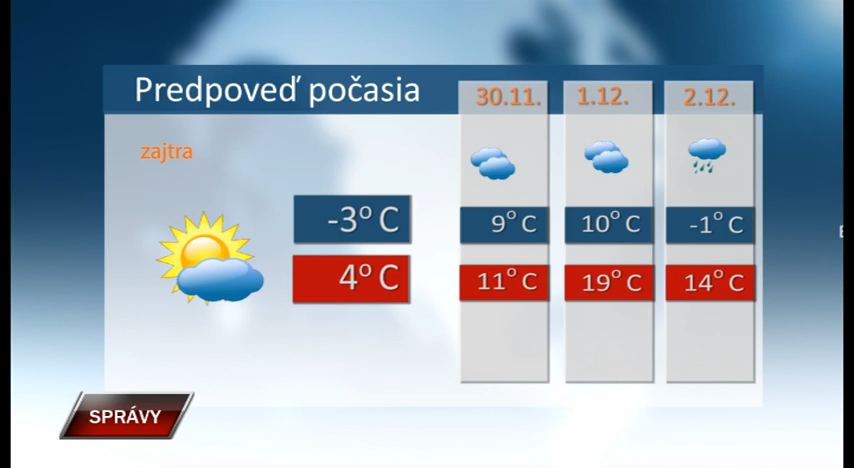 Predpoveď počasia
zajtra
-3° C
4° C
30.11.
9° C
11° C
1.12.
10° C
19° C
2.12.
-1° C
14° C
SPRÁVY